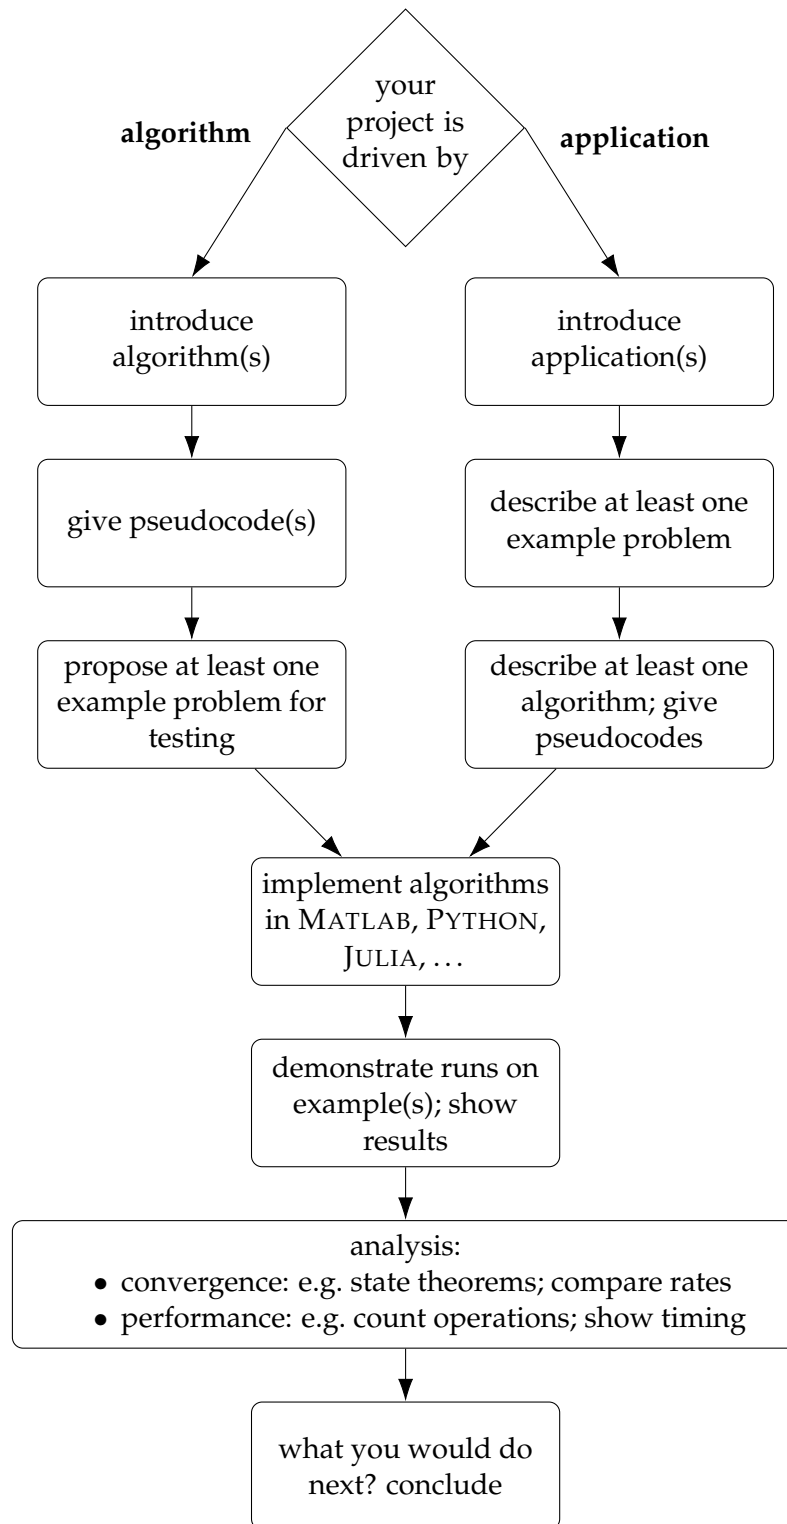 your
project is
driven by
algorithm
application
introduce
algorithm(s)
introduce
application(s)
give pseudocode(s)
describe at least one
example problem
propose at least one
example problem for
testing
describe at least one
algorithm; give
pseudocodes
implement algorithms
in MATLAB, PYTHON,
JULIA, …
demonstrate runs on
example(s); show
results
analysis:
• convergence: e.g. state theorems; compare rates
• performance: e.g. count operations; show timing
what you would do
next? conclude